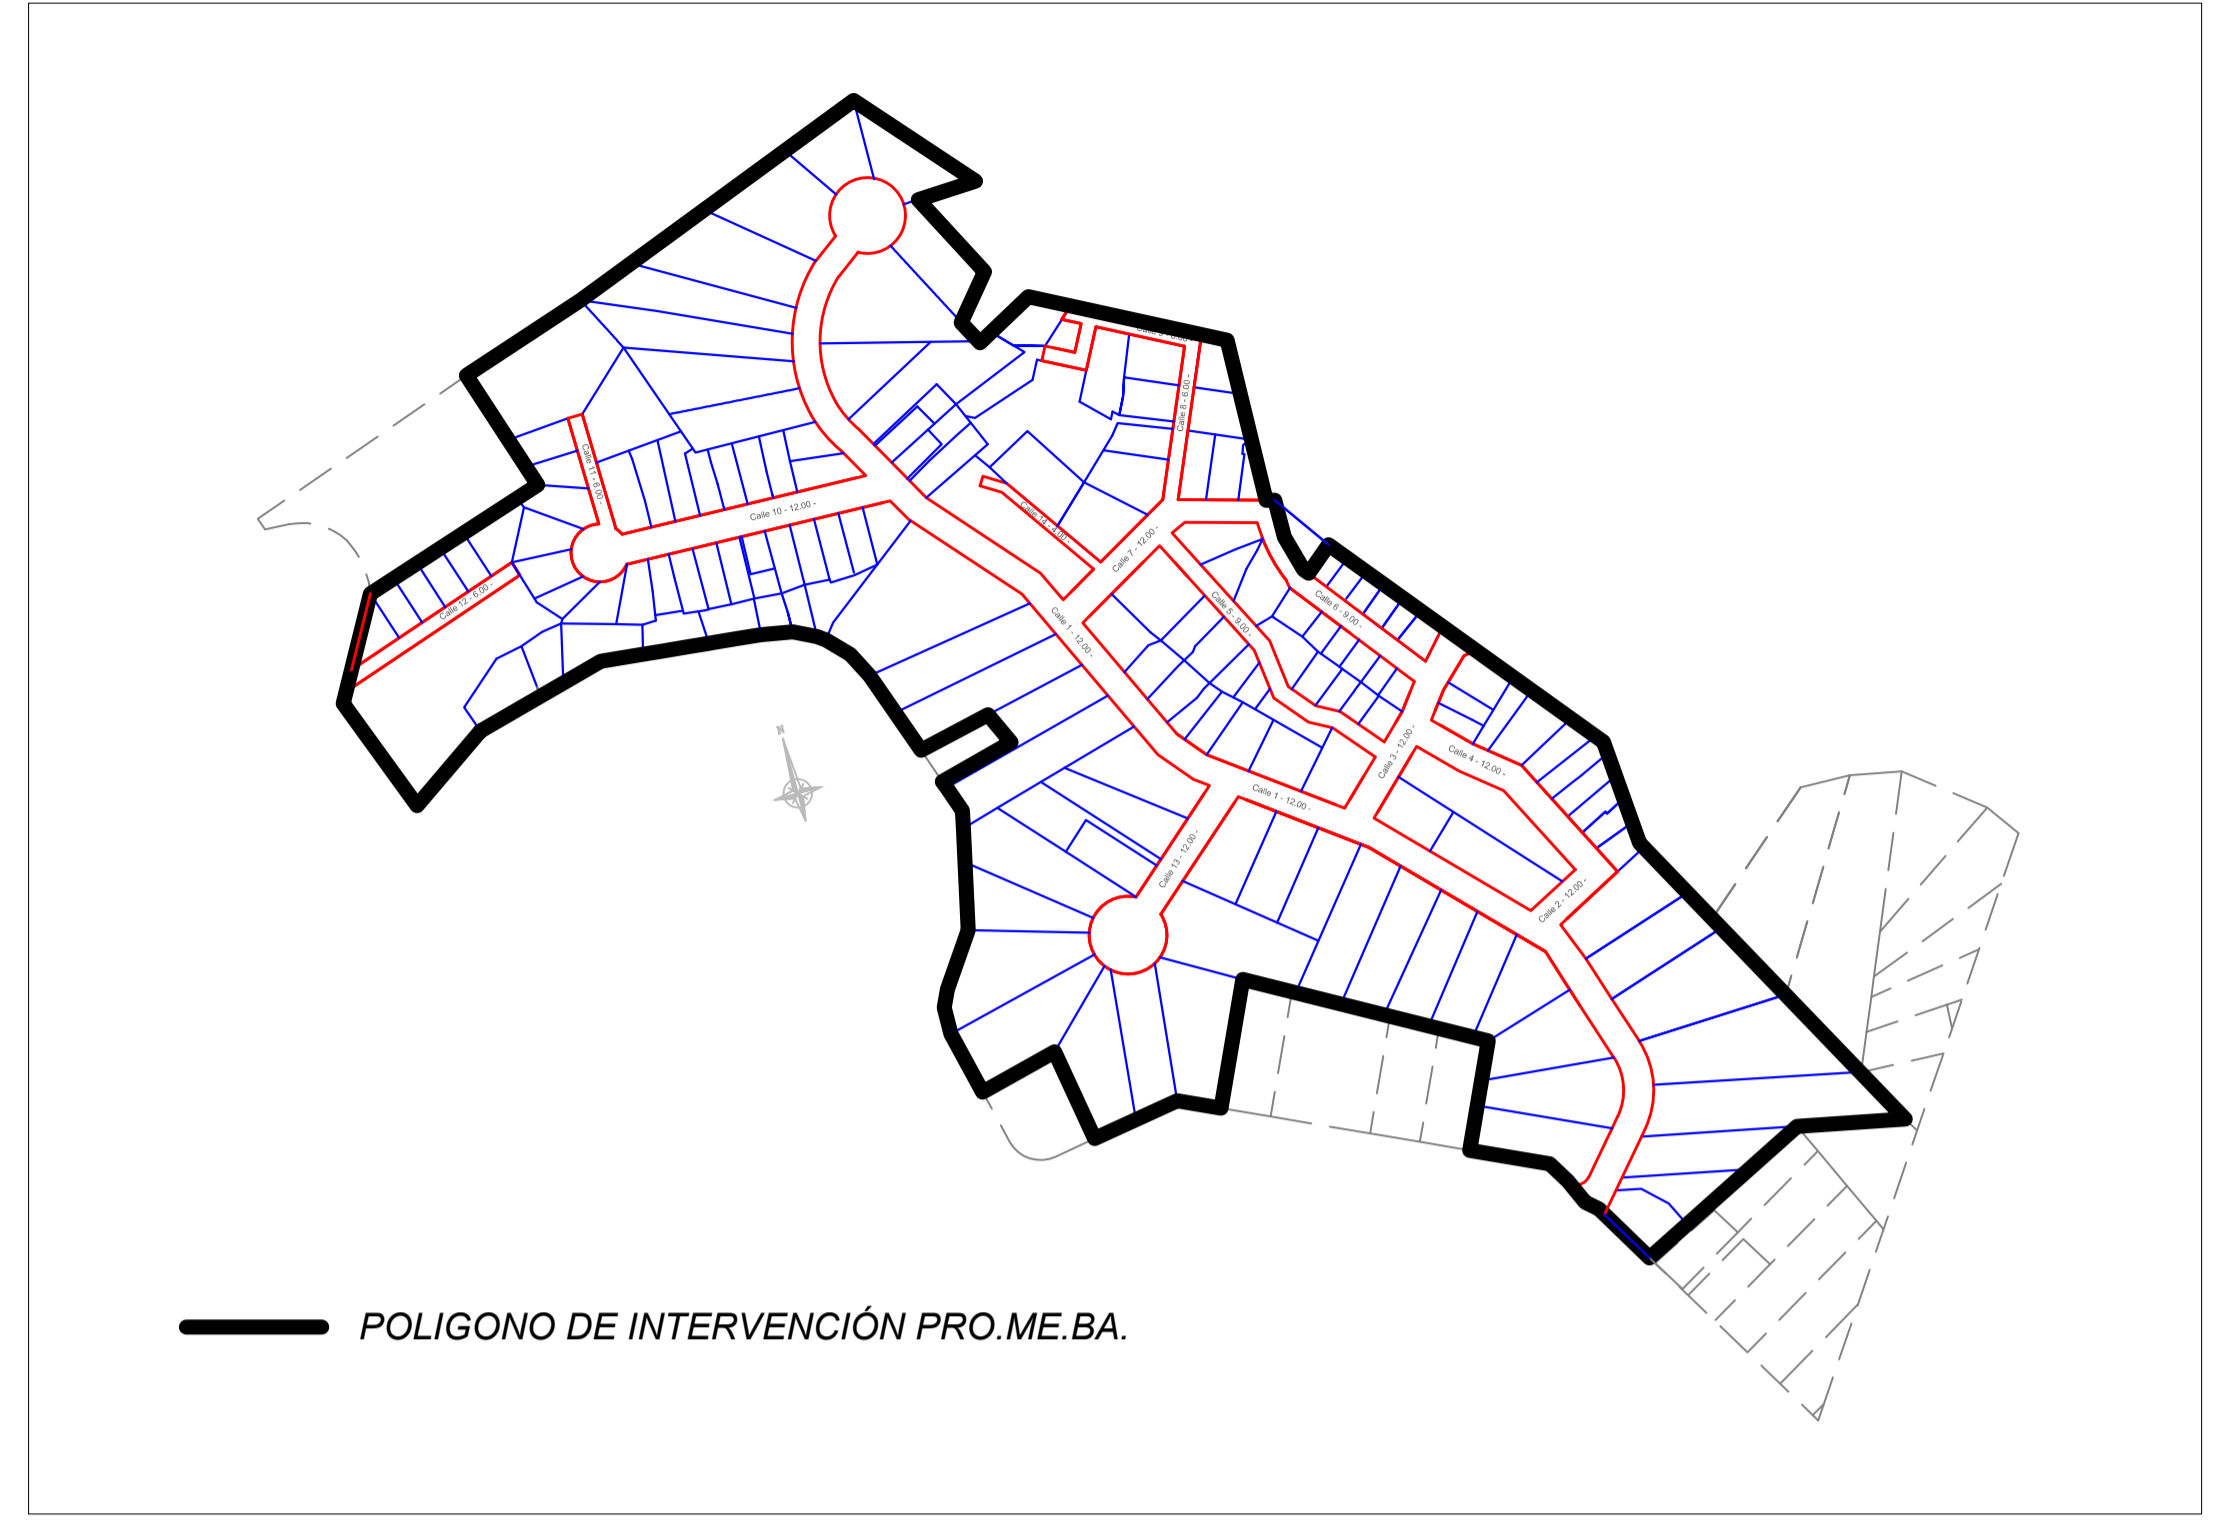 Calle 8 - 6.00 -
Calle 11 - 6.00 -
Calle 10 - 12.00 -
Calle 14 - 4.00 -
Calle 7 - 12.00 -
Calle 12 - 6.00 -
Calle 5 - 9.00 -
Calle 6 - 9.00 -
Calle 1 - 12.00 -
N
Calle 3 - 12.00 -
Calle 4 - 12.00 -
Calle 1 - 12.00 -
Calle 13 - 12.00 -
Calle 2 - 12.00 -
POLIGONO DE INTERVENCIÓN PRO.ME.BA.